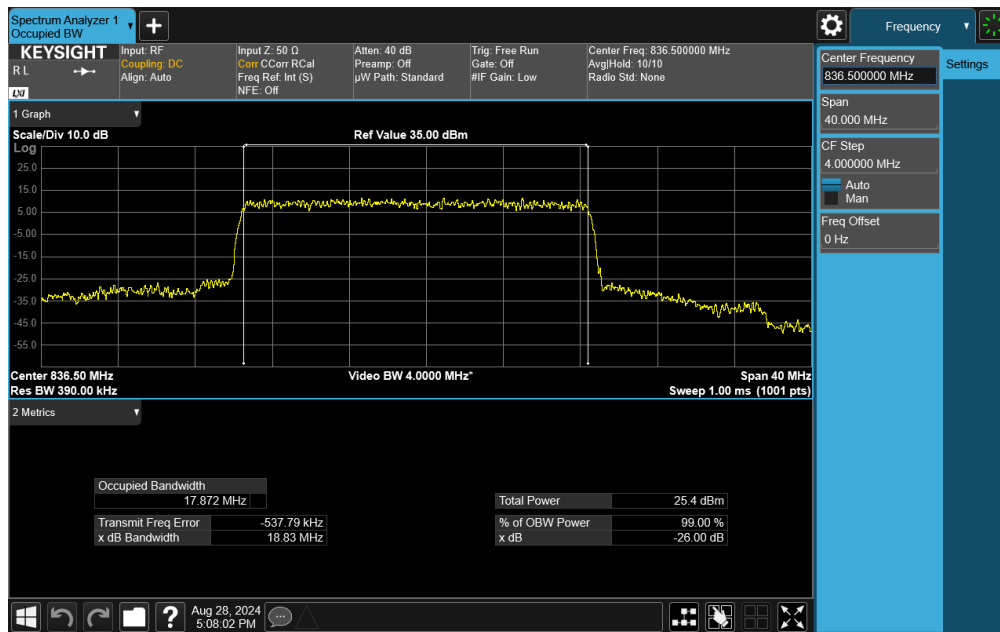 Spectrum Analyzer 1
Occupied BW
Frequency
KEYSIGHT
R L
LXI
Input: RF
Coupling: DC
Align: Auto
Input Z: 50 Ω
Corr CCorr RCal
Freq Ref: Int (S)
NFE: Off
Atten: 40 dB
Preamp: Off
µW Path: Standard
Trig: Free Run
Gate: Off
#IF Gain: Low
Center Freq: 836.500000 MHz
Avg|Hold: 10/10
Radio Std: None
Center Frequency
836.500000 MHz
Settings
Span
40.000 MHz
CF Step
4.000000 MHz
Auto
Man
Freq Offset
0 Hz
1 Graph
Scale/Div 10.0 dB
Ref Value 35.00 dBm
Log
25.0
15.0
5.00
-5.00
-15.0
-25.0
-35.0
-45.0
-55.0
Center 836.50 MHz
Video BW 4.0000 MHz*
Span 40 MHz
Res BW 390.00 kHz
Sweep 1.00 ms (1001 pts)
2 Metrics
Occupied Bandwidth
17.872 MHz
Total Power 25.4 dBm
Transmit Freq Error -537.79 kHz
% of OBW Power 99.00 %
x dB Bandwidth 18.83 MHz
x dB -26.00 dB
Aug 28, 2024
5:08:02 PM